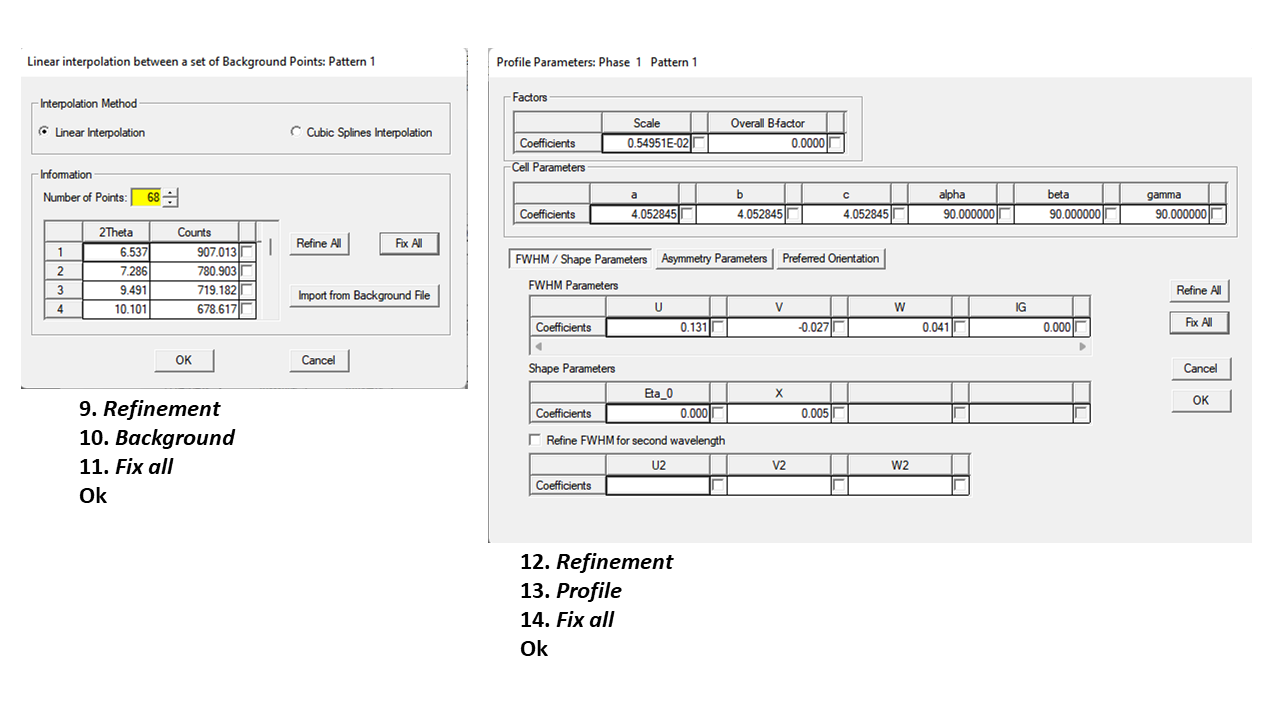 Linear interpolation between a set of Background Points: Pattern 1
Interpolation Method
Linear Interpolation Cubic Splines Interpolation
Information
Number of Points: 68
2Theta Counts
1 6.537 907.013
2 7.286 780.903
3 9.491 719.182
4 10.101 678.617
Refine All Fix All
Import from Background File
OK Cancel
9. Refinement
10. Background
11. Fix all
Ok
Profile Parameters: Phase 1 Pattern 1
Factors
Scale Overall B-factor
Coefficients 0.54951E-02 0.0000
Cell Parameters
a b c alpha beta gamma
Coefficients 4.052845 4.052845 4.052845 90.000000 90.000000 90.000000
FWHM / Shape Parameters Asymmetry Parameters Preferred Orientation
FWHM Parameters
U V W IG
Coefficients 0.131 -0.027 0.041 0.000
Shape Parameters
Eta_0 X
Coefficients 0.000 0.005
Refine FWHM for second wavelength
U2 V2 W2
Coefficients
Refine All
Fix All
Cancel
OK
12. Refinement
13. Profile
14. Fix all
Ok